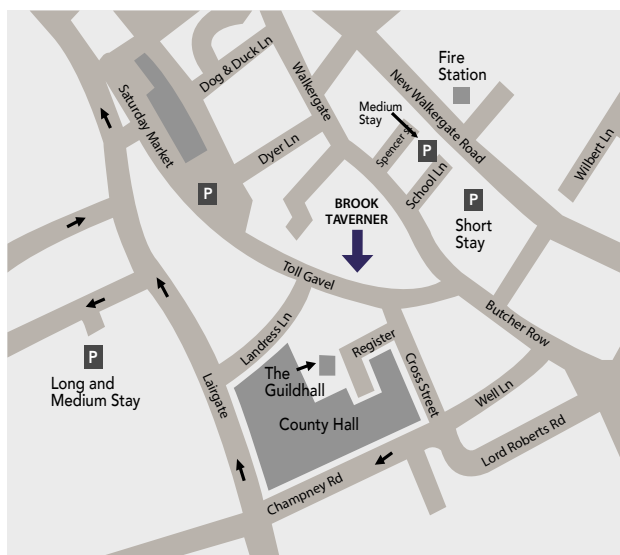 Dog & Duck Ln
Walkergate
New Walkergate Road
Fire
Station
Saturday Market
Medium
Stay
Spencer St
P
Dyer Ln
Wilbert Ln
School Ln
P
P
BROOK
TAVERNER
Short
Stay
Toll Gavel
Butcher Row
Landress Ln
Register
Cross Street
P
Long and
Medium Stay
Lairgate
The
Guildhall
County Hall
Well Ln
Lord Roberts Rd
Champney Rd